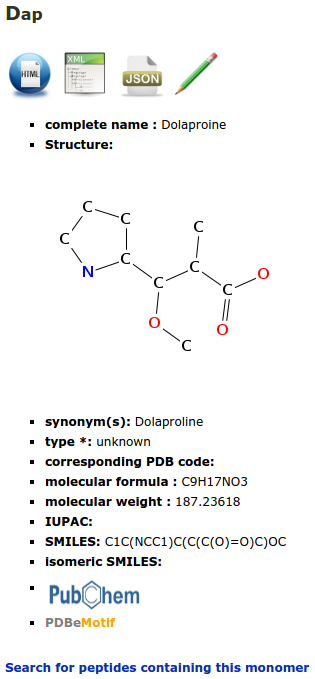 Dap
HTML XML JSON
complete name : Dolaproine
Structure:
C
C C C
C
N C C
C C O
O O
C
synonym(s): Dolaproline
type *: unknown
corresponding PDB code:
molecular formula : C9H17NO3
molecular weight : 187.23618
IUPAC:
SMILES: C1C(NCC1)C(C(C(O)=O)C)OC
isomeric SMILES:
PubChem
PDBeMotif
Search for peptides containing this monomer